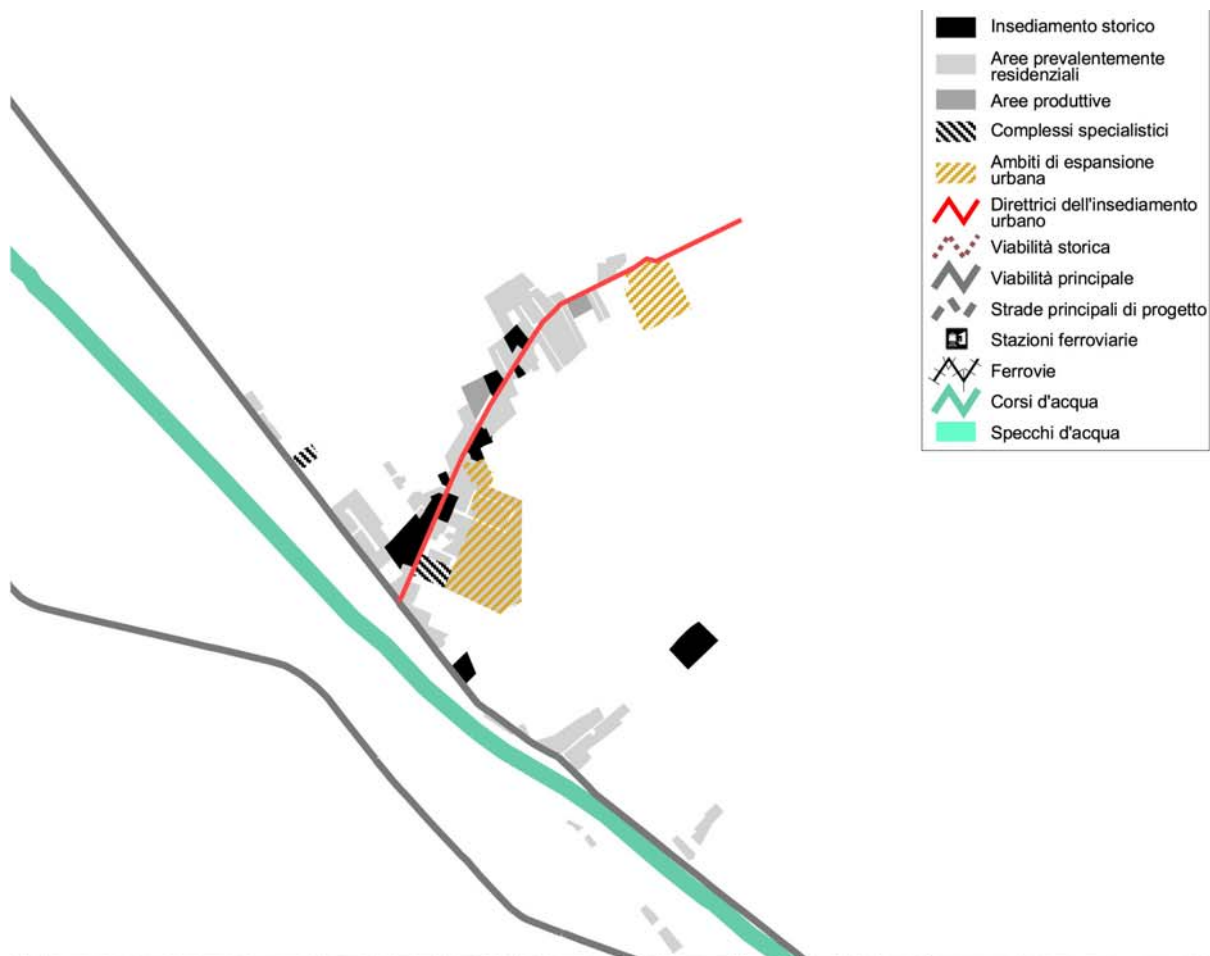 Insediamento storico
Aree prevalentemente
residenziali
Aree produttive
Complessi specialistici
Ambiti di espansione
urbana
Direttrici dell'insediamento
urbano
Viabilità storica
Viabilità principale
Strade principali di progetto
Stazioni ferroviarie
Ferrovie
Corsi d'acqua
Specchi d'acqua